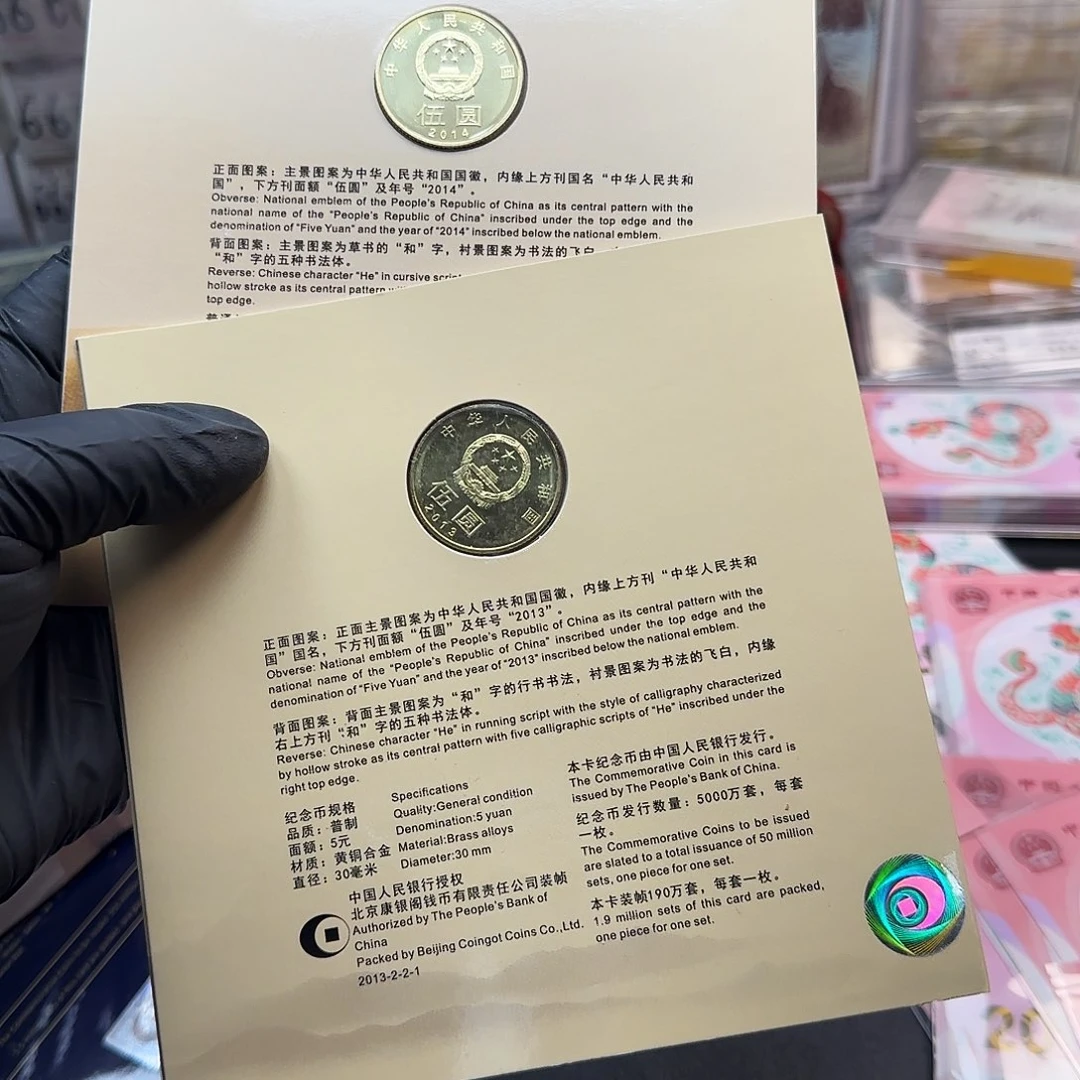 中华人民共和国
伍圆
2014
正面图案：主景图案为中华人民共和国国徽，内缘上方刊国名“中华人民共和
国”，下方刊面额“伍圆”及年号“2014”。
Obverse: National emblem of the People's Republic of China as its central pattern with the
national name of the "People's Republic of China" inscribed under the top edge and the
denomination of "Five Yuan" and the year of "2014" inscribed below the national emblem.
背面图案：主景图案为草书的“和”字，衬景图案为书法的飞白
“和”字的五种书法体。
Reverse: Chinese character "He" in cursive
hollow stroke as its central pattern
top edge.
中华人民共和国
伍圆
2013
正面图案：正面主景图案为中华人民共和国国徽，内缘上方刊“中华人民共和
国”国名，下方刊面额“伍圆”及年号“2013”。
Obverse: National emblem of the People's Republic of China as its central pattern with the
national name of the "People's Republic of China" inscribed under the top edge and the
denomination of "Five Yuan" and the year of "2013" inscribed below the national emblem.
背面图案：背面主景图案为“和”字的行书书法，衬景图案为书法的飞白，内缘
右上方刊“和”字的五种书法体。
Reverse: Chinese character "He" in running script with the style of calligraphy characterized
by hollow stroke as its central pattern with five calligraphic scripts of "He" inscribed under the
right top edge.
纪念币规格
品质：普制
面额：5元
材质：黄铜合金
直径：30毫米
Specifications
Quality:General condition
Denomination:5 yuan
Material:Brass alloys
Diameter:30 mm
中国人民银行授权
北京康银阁钱币有限责任公司装帧
Authorized by The People's Bank of
China
Packed by Beijing Coingot Coins Co.,Ltd.
2013-2-2-1
本卡纪念币由中国人民银行发行。
The Commemorative Coin in this card is
issued by The People's Bank of China.
纪念币发行数量：5000万套，每套
一枚。
The Commemorative Coins to be issued
are slated to a total issuance of 50 million
sets, one piece for one set.
本卡装帧190万套，每套一枚。
1.9 million sets of this card are packed,
one piece for one set.
20